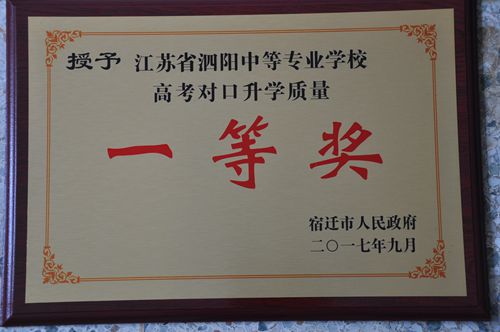 授予 江苏省泗阳中等专业学校
高考对口升学质量
一等奖
宿迁市人民政府
二〇一七年九月